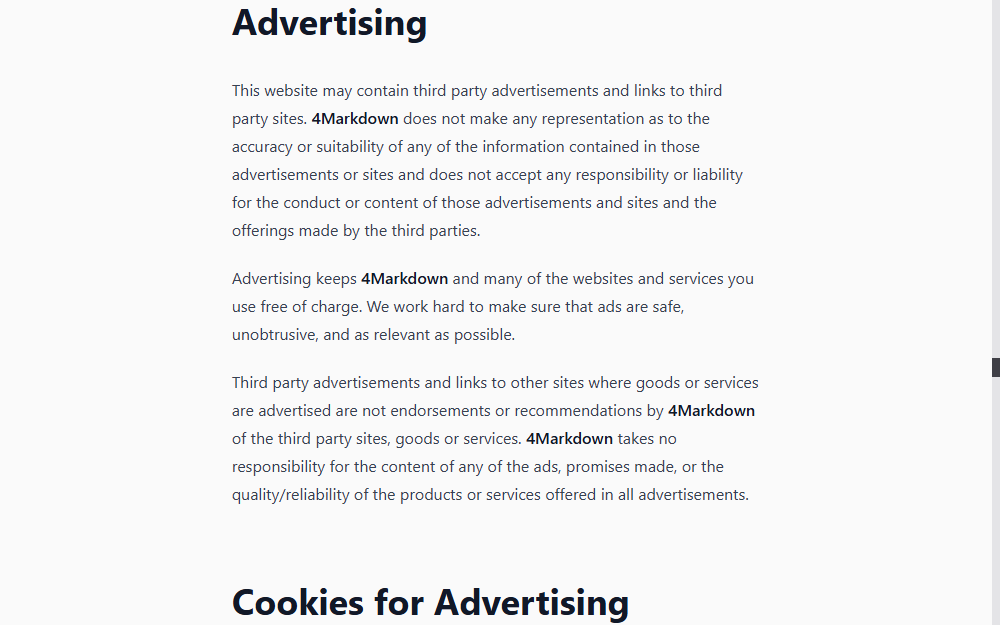 Advertising
This website may contain third party advertisements and links to third
party sites. 4Markdown does not make any representation as to the
accuracy or suitability of any of the information contained in those
advertisements or sites and does not accept any responsibility or liability
for the conduct or content of those advertisements and sites and the
offerings made by the third parties.
Advertising keeps 4Markdown and many of the websites and services you
use free of charge. We work hard to make sure that ads are safe,
unobtrusive, and as relevant as possible.
Third party advertisements and links to other sites where goods or services
are advertised are not endorsements or recommendations by 4Markdown
of the third party sites, goods or services. 4Markdown takes no
responsibility for the content of any of the ads, promises made, or the
quality/reliability of the products or services offered in all advertisements.
Cookies for Advertising